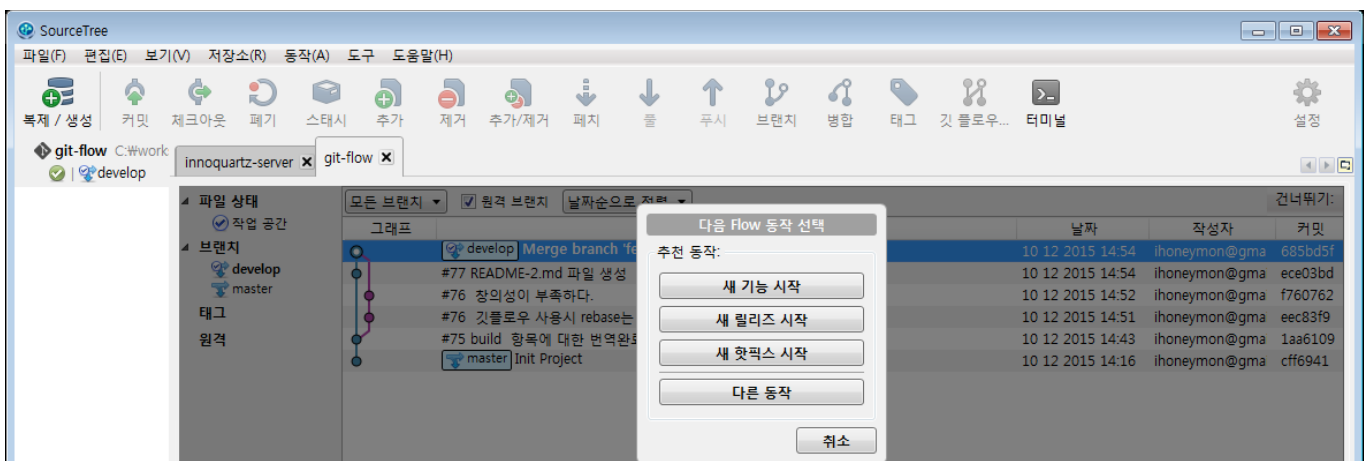 SourceTree
파일(F) 편집(E) 보기(V) 저장소(R) 동작(A) 도구 도움말(H)
복제 / 생성 커밋 체크아웃 폐기 스태시 추가 제거 추가/제거 페치 풀 푸시 브랜치 병합 태그 깃 플로우... 터미널 설정
git-flow C:₩work
develop
innoquartz-server git-flow
파일 상태
작업 공간
브랜치
develop
master
태그
원격
모든 브랜치 원격 브랜치 날짜순으로 정렬 건너뛰기:
그래프 날짜 작성자 커밋
develop Merge branch 'fe 10 12 2015 14:54 ihoneymon@gma 685bd5f
#77 README-2.md 파일 생성 10 12 2015 14:54 ihoneymon@gma ece03bd
#76 창의성이 부족하다. 10 12 2015 14:52 ihoneymon@gma f760762
#76 깃플로우 사용시 rebase는 10 12 2015 14:51 ihoneymon@gma eec83f9
#75 build 항목에 대한 번역완료 10 12 2015 14:43 ihoneymon@gma 1aa6109
master Init Project 10 12 2015 14:16 ihoneymon@gma cff6941
다음 Flow 동작 선택
추천 동작:
새 기능 시작
새 릴리즈 시작
새 핫픽스 시작
다른 동작
취소